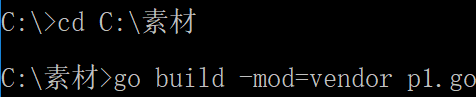 C:\>cd C:\素材
C:\素材>go build -mod=vendor p1.go